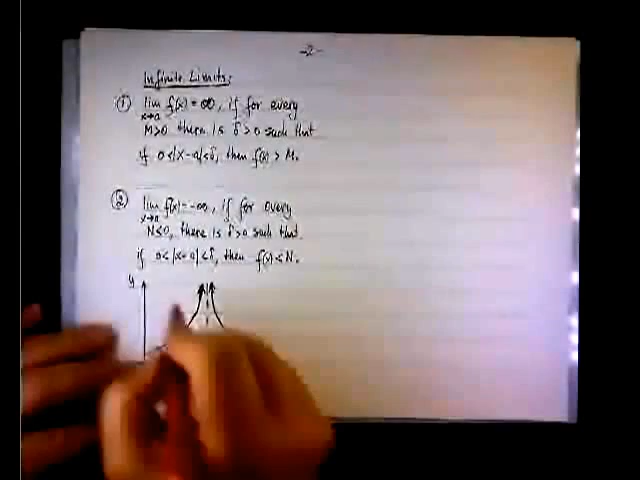 -2-
Infinite Limits:
① lim f(x) = ∞, if for every
x→a
M>0 there is δ>0 such that
if 0<|x-a|<δ, then f(x) > M.
② lim f(x) = -∞, if for every
x→a
N<0, there is δ>0 such that
if 0<|x-a|<δ, then f(x) < N.
y